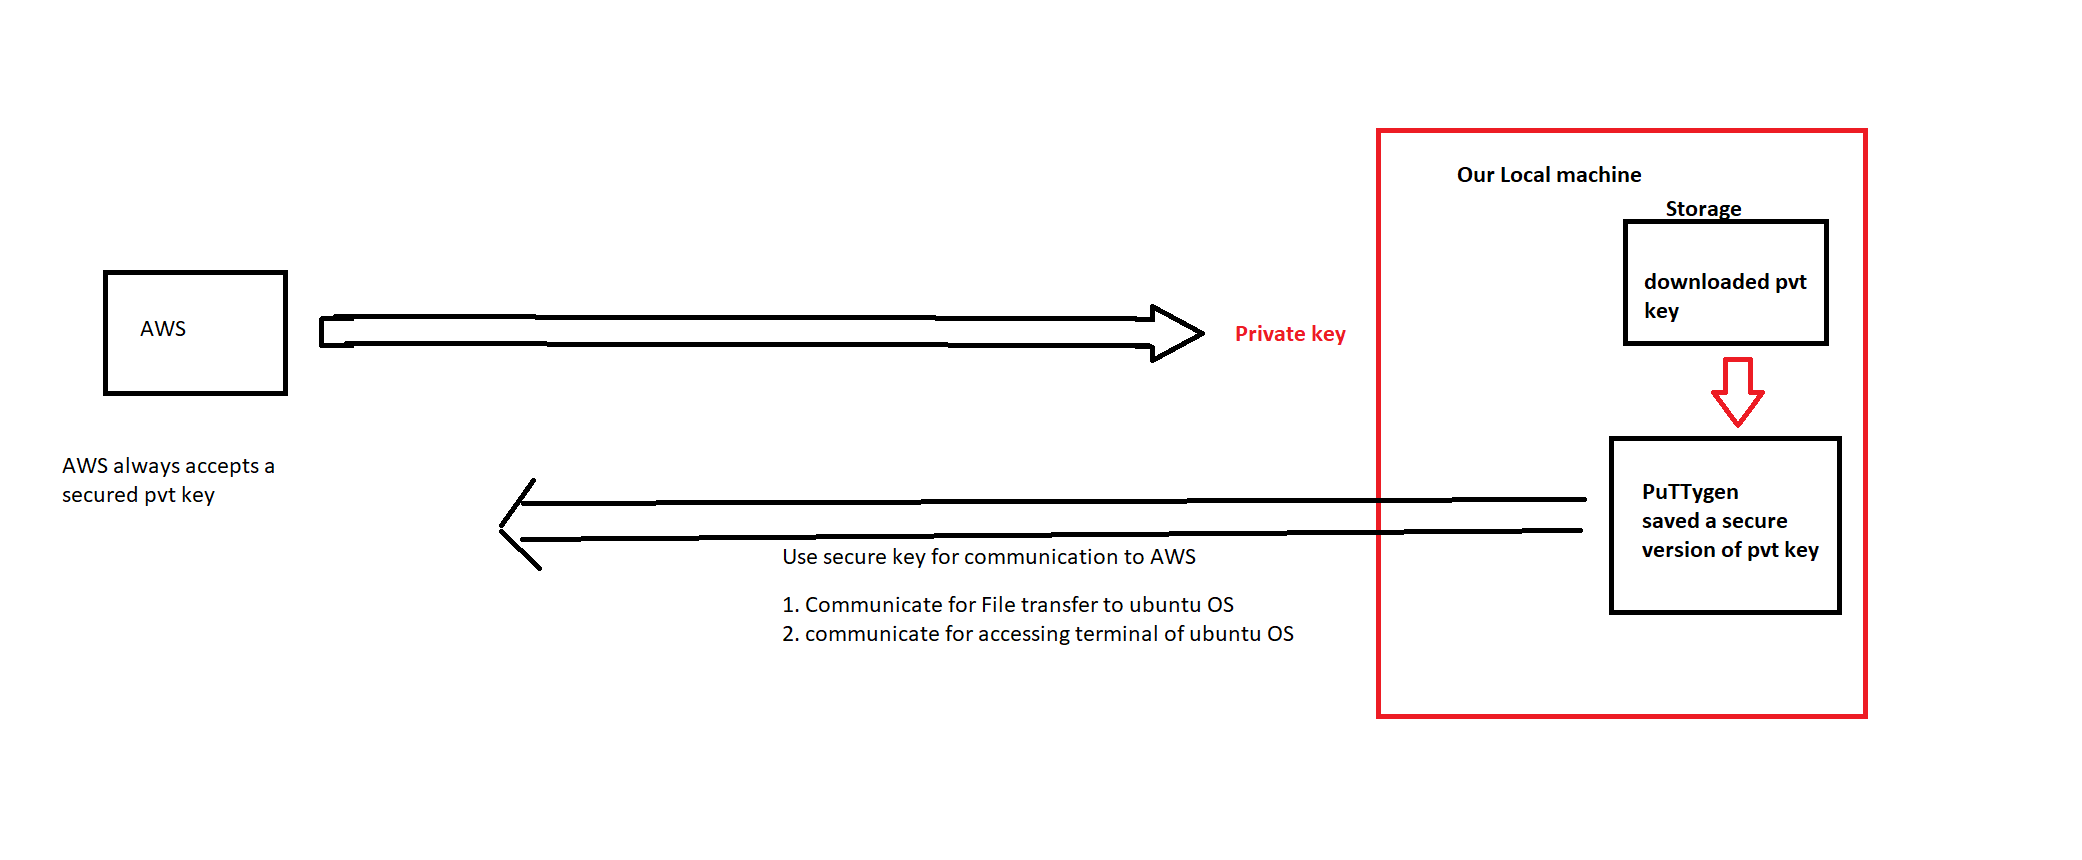 Our Local machine
Storage
downloaded pvt
key
AWS
Private key
AWS always accepts a
secured pvt key
PuTTygen
saved a secure
version of pvt key
Use secure key for communication to AWS
1. Communicate for File transfer to ubuntu OS
2. communicate for accessing terminal of ubuntu OS